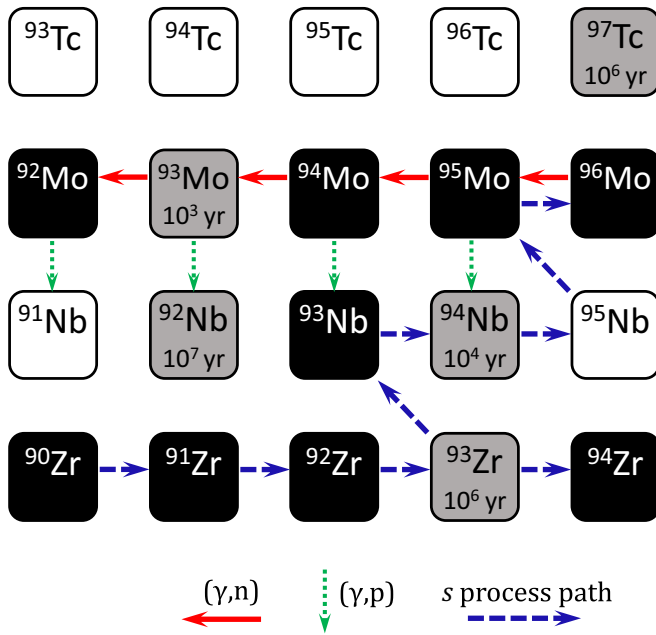 ⁹³Tc ⁹⁴Tc ⁹⁵Tc ⁹⁶Tc ⁹⁷Tc
10⁶ yr
⁹²Mo ⁹³Mo ⁹⁴Mo ⁹⁵Mo ⁹⁶Mo
10³ yr
⁹¹Nb ⁹²Nb ⁹³Nb ⁹⁴Nb ⁹⁵Nb
10⁷ yr 10⁴ yr
⁹⁰Zr ⁹¹Zr ⁹²Zr ⁹³Zr ⁹⁴Zr
10⁶ yr
(γ,n) (γ,p) s process path